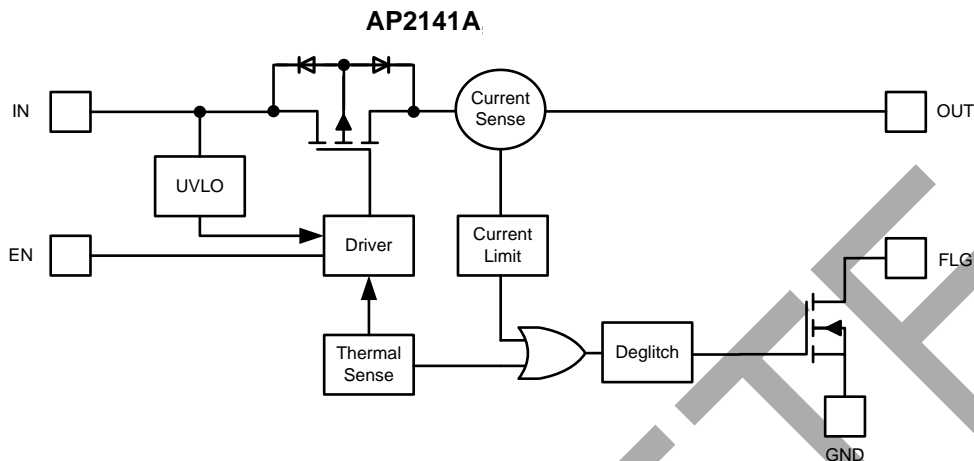 AP2141A
IN
Current
Sense
OUT
UVLO
EN
Driver
Current
Limit
FLG
Thermal
Sense
Deglitch
GND